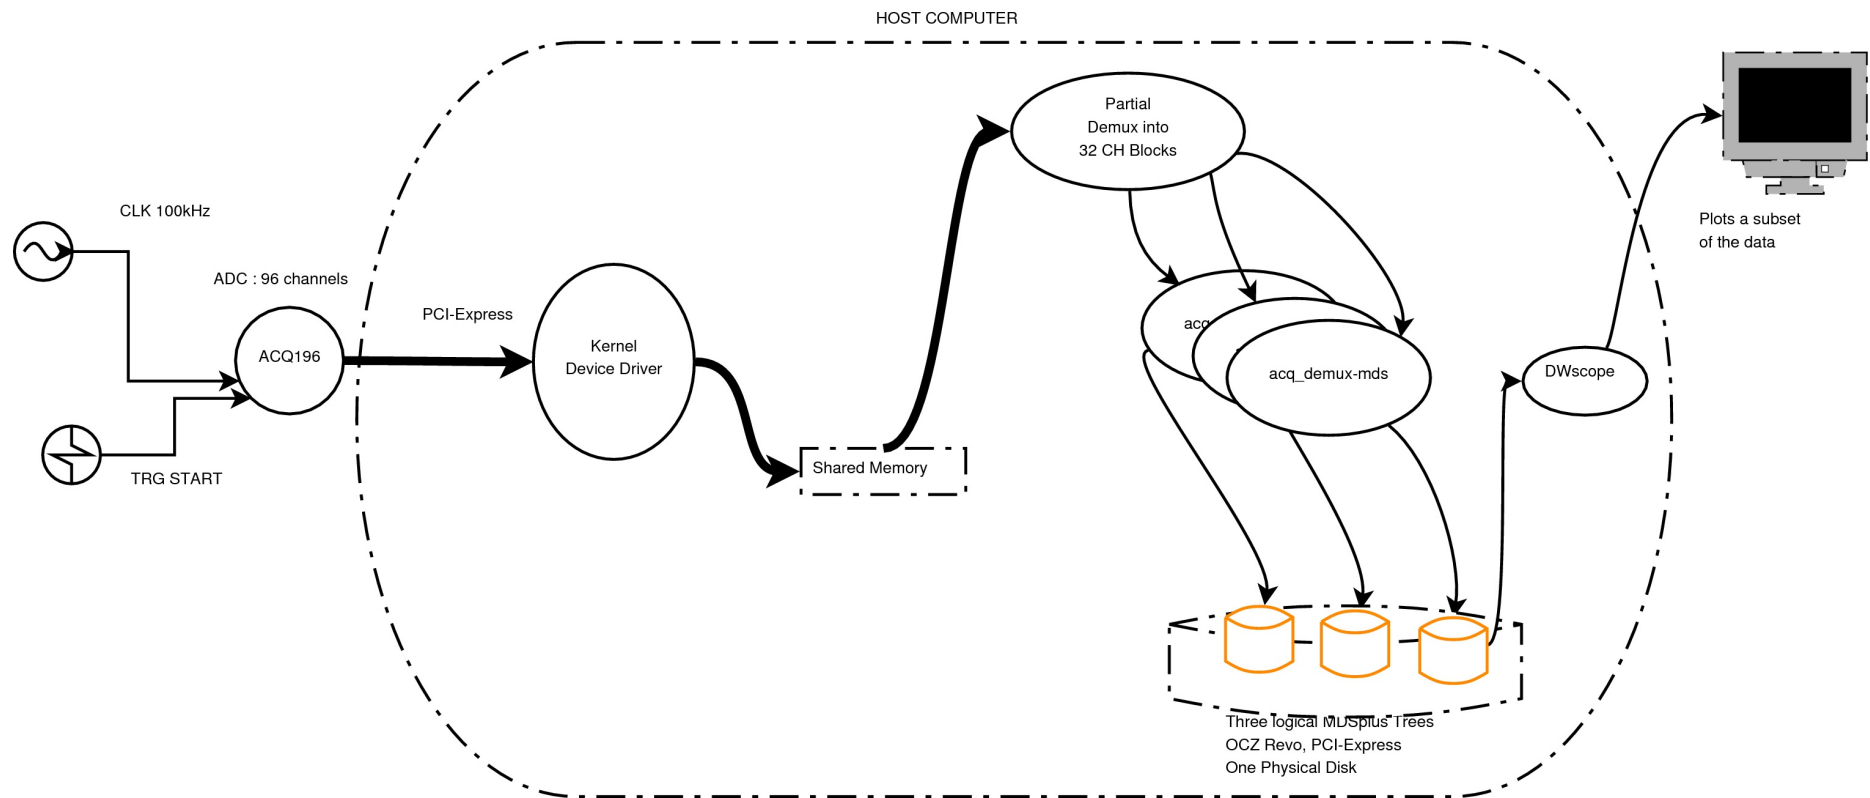 HOST COMPUTER
CLK 100kHz
ADC : 96 channels
ACQ196
TRG START
PCI-Express
Kernel
Device Driver
Shared Memory
Partial
Demux into
32 CH Blocks
acq
acq_demux-mds
DWscope
Plots a subset
of the data
Three logical MDSplus Trees
OCZ Revo, PCI-Express
One Physical Disk